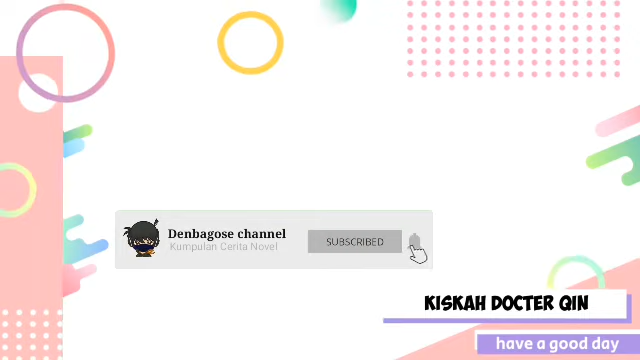 Denbagose channel
Kumpulan Cerita Novel
SUBSCRIBED
KISKAH DOCTER QIN
have a good day